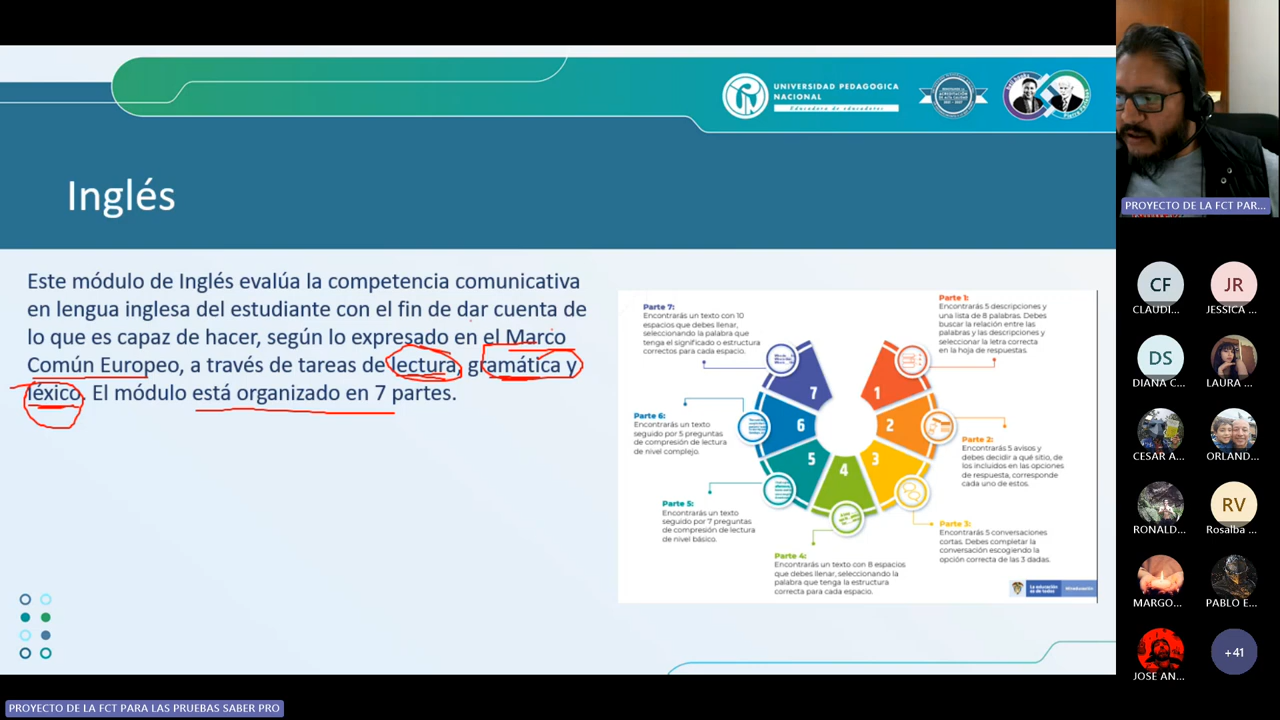 UNIVERSIDAD PEDAGOGICA
NACIONAL
Educadora de educadores
Inglés
Este módulo de Inglés evalúa la competencia comunicativa
en lengua inglesa del estudiante con el fin de dar cuenta de
lo que es capaz de hacer, según lo expresado en el Marco
Común Europeo, a través de tareas de lectura, gramática y
léxico. El módulo está organizado en 7 partes.
Parte 7:
Encontrarás un texto con 10
espacios que debes llenar,
seleccionando la palabra que
tenga el significado o estructura
correctos para cada espacio.
Parte 1:
Encontrarás 5 descripciones y
una lista de 8 palabras. Debes
buscar la relación entre las
palabras y las descripciones y
seleccionar la letra correcta
en la hoja de respuestas.
Parte 6:
Encontrarás un texto
seguido por 5 preguntas
de compresión de lectura
de nivel complejo.
Parte 2:
Encontrarás 5 avisos y
debes decidir a qué sitio, de
los incluidos en las opciones
de respuesta, corresponde
cada uno de estos.
Parte 5:
Encontrarás un texto
seguido por 7 preguntas
de compresión de lectura
de nivel básico.
Parte 3:
Encontrarás 5 conversaciones
cortas. Debes completar la
conversación escogiendo la
opción correcta de las 3 dadas.
Parte 4:
Encontrarás un texto con 8 espacios
que debes llenar, seleccionando la
palabra que tenga la estructura
correcta para cada espacio.
7
1
6
2
5
3
4
La educación
es de todos
PROYECTO DE LA FCT PAR...
CF
CLAUDI...
JR
JESSICA ...
DS
DIANA C...
LAURA ...
CESAR A...
ORLAND...
RONALD...
RV
Rosalba ...
MARGO...
PABLO E...
JOSE AN...
+41
PROYECTO DE LA FCT PARA LAS PRUEBAS SABER PRO